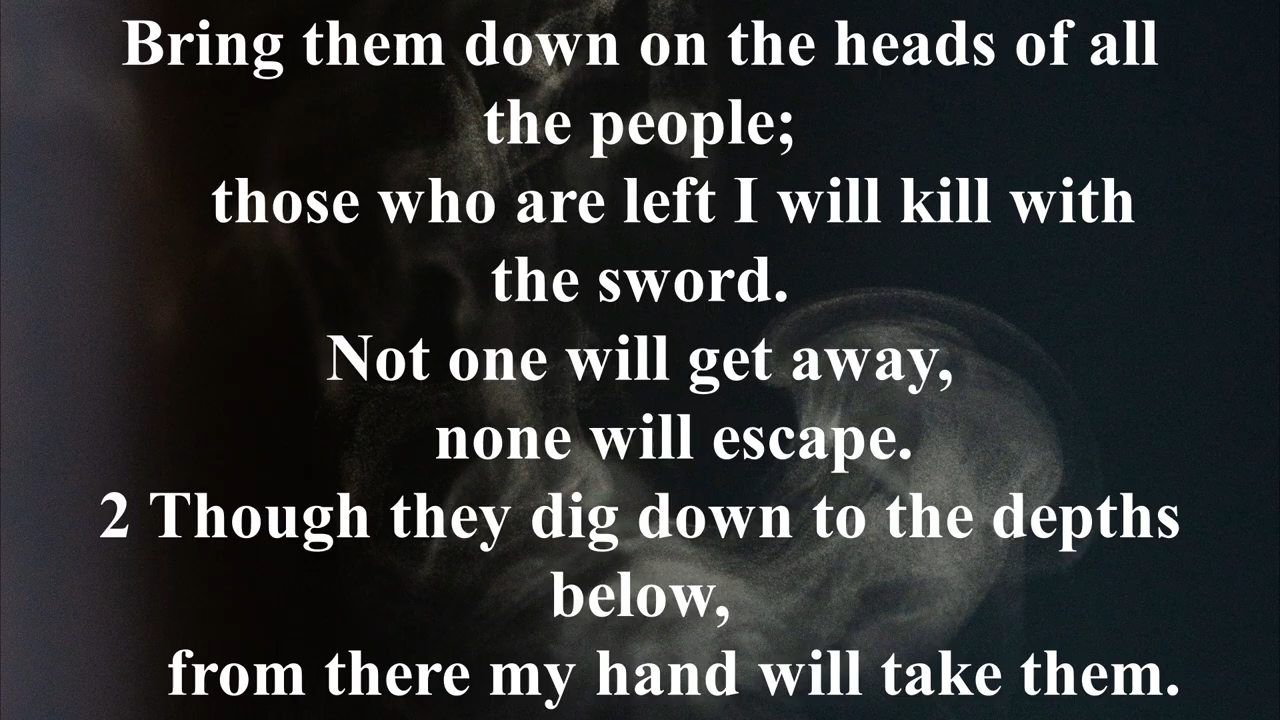 Bring them down on the heads of all
the people;
those who are left I will kill with
the sword.
Not one will get away,
none will escape.
2 Though they dig down to the depths
below,
from there my hand will take them.